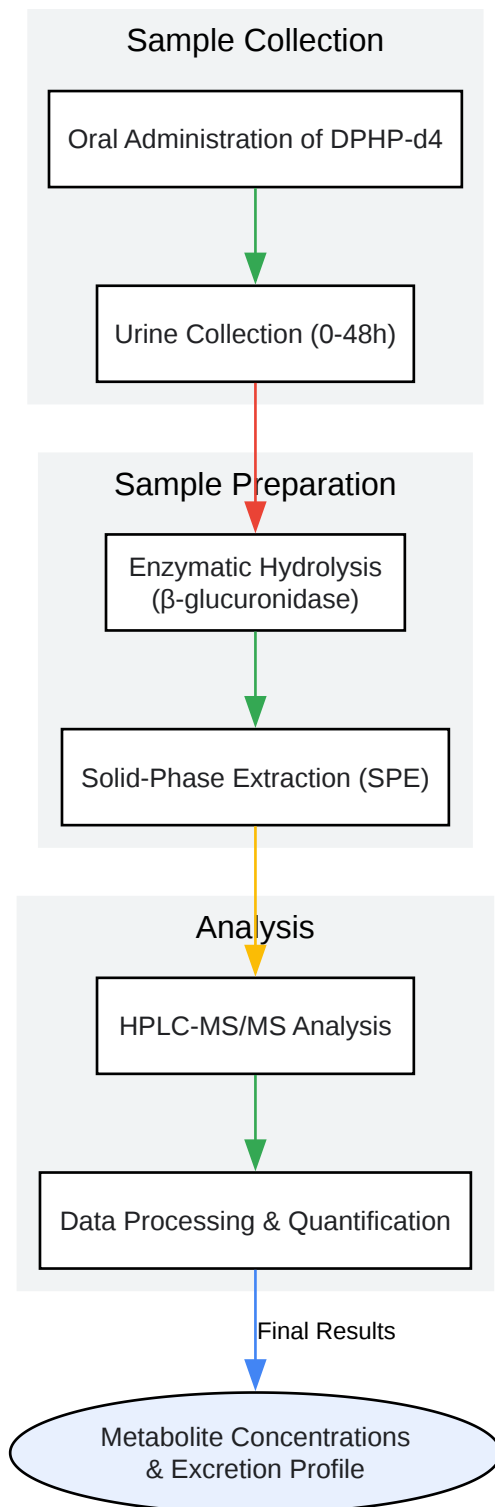 Sample Collection
Oral Administration of DPHP-d4
Urine Collection (0-48h)
Sample Preparation
Enzymatic Hydrolysis
(β-glucuronidase)
Solid-Phase Extraction (SPE)
Analysis
HPLC-MS/MS Analysis
Data Processing & Quantification
Final Results
Metabolite Concentrations
& Excretion Profile